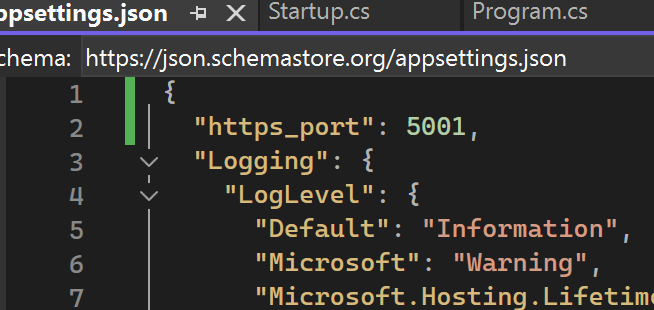 ppsettings.json Startup.cs Program.cs
chema: https://json.schemastore.org/appsettings.json
1 {
2 "https_port": 5001,
3 "Logging": {
4 "LogLevel": {
5 "Default": "Information",
6 "Microsoft": "Warning",
7 "Microsoft.Hosting.Lifetim